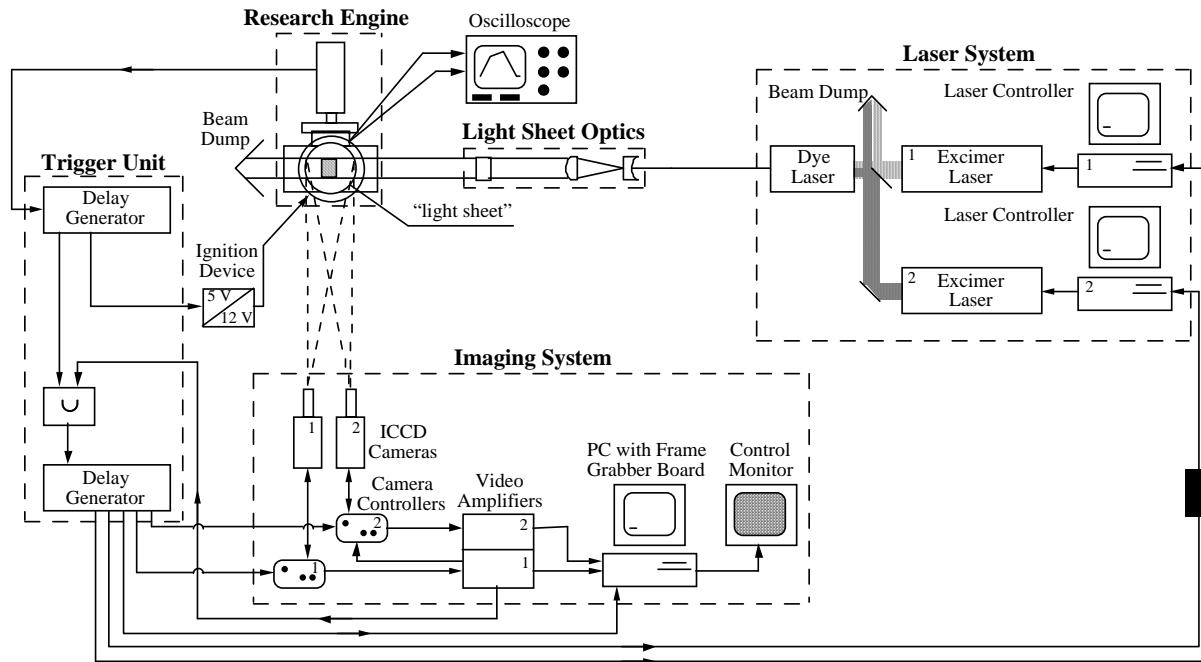 Research Engine
Oscilloscope
Laser System
Beam Dump
Laser Controller
Beam
Dump
Light Sheet Optics
Trigger Unit
Delay
Generator
Dye
Laser
1
Excimer
Laser
1
“light sheet”
Laser Controller
Ignition
Device
5 V
12 V
2
Excimer
Laser
2
Imaging System
1
2
ICCD
Cameras
PC with Frame
Grabber Board
Control
Monitor
Delay
Generator
Camera
Controllers
Video
Amplifiers
2
2
1
1